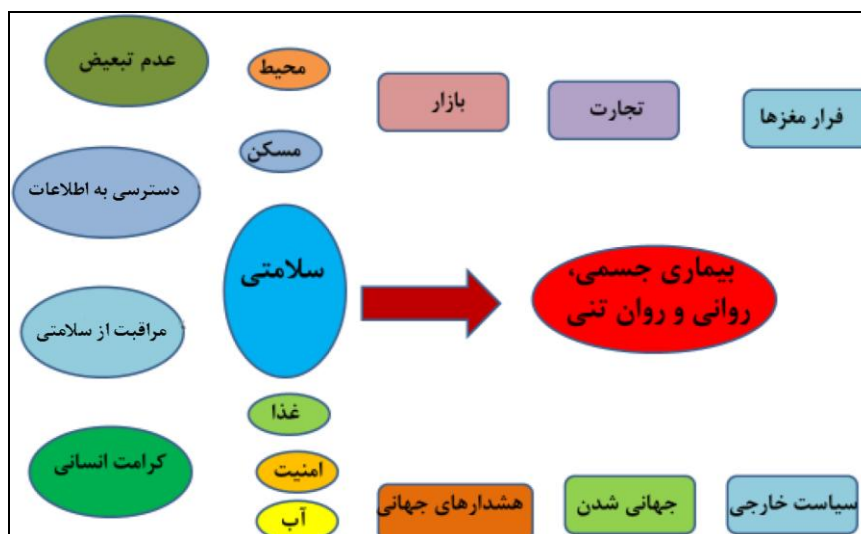 عدم تبعیض
محیط
بازار
تجارت
فرار مغزها
مسکن
دسترسی به اطلاعات
سلامتی
بیماری جسمی،
روانی و روان تنی
مراقبت از سلامتی
غذا
کرامت انسانی
امنیت
آب
هشدارهای جهانی
جهانی شدن
سیاست خارجی